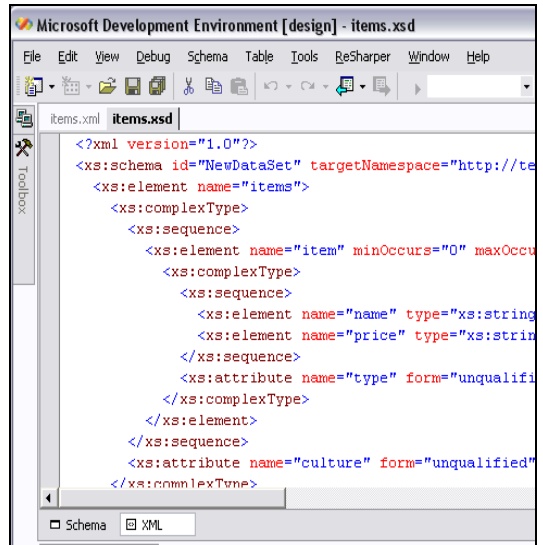 Microsoft Development Environment [design] - items.xsd
File Edit View Debug Schema Table Tools ReSharper Window Help
items.xml items.xsd
Toolbox
<?xml version="1.0"?>
<xs:schema id="NewDataSet" targetNamespace="http://te
<xs:element name="items">
<xs:complexType>
<xs:sequence>
<xs:element name="item" minOccurs="0" maxOccu
<xs:complexType>
<xs:sequence>
<xs:element name="name" type="xs:string
<xs:element name="price" type="xs:strin
</xs:sequence>
<xs:attribute name="type" form="unqualifi
</xs:complexType>
</xs:element>
</xs:sequence>
<xs:attribute name="culture" form="unqualified"
</xs:complexType>
Schema XML